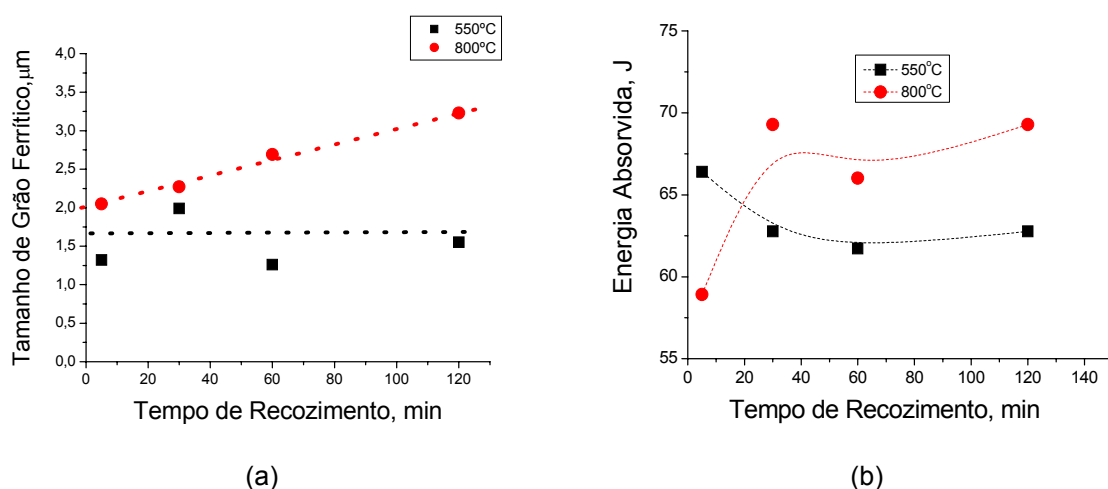 550ºC
800ºC
4,0
3,5
3,0
2,5
2,0
1,5
1,0
0,5
0,0
Tamanho de Grão Ferrítico,μm
0 20 40 60 80 100 120
Tempo de Recozimento, min
(a)
550°C
800°C
75
70
65
60
55
Energia Absorvida, J
0 20 40 60 80 100 120 140
Tempo de Recozimento, min
(b)